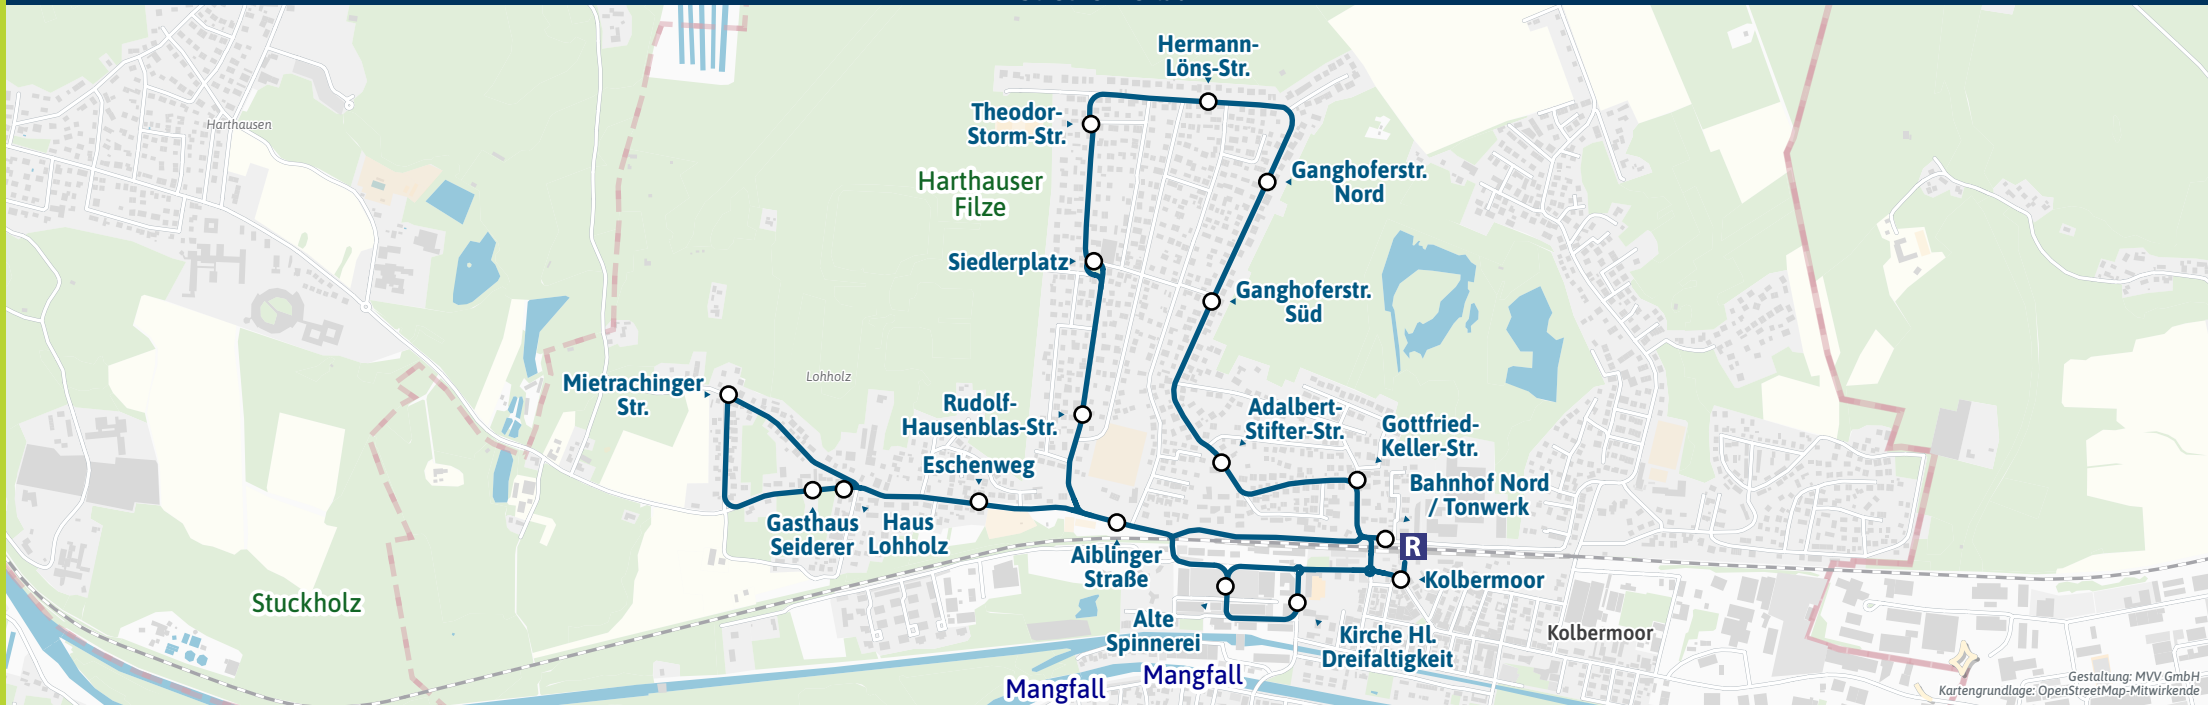 Hermann-
Löns-Str.
Theodor-
Storm-Str.
Harthausen
Ganghoferstr.
Nord
Harthauser
Filze
Siedlerplatz
Ganghoferstr.
Süd
Lohholz
Mietrachinger
Str.
Rudolf-
Hausenblas-Str.
Adalbert-
Stifter-Str.
Gottfried-
Keller-Str.
Eschenweg
Bahnhof Nord
/ Tonwerk
Gasthaus
Seiderer
Haus
Lohholz
R
Aiblinger
Straße
Kolbermoor
Stuckholz
Alte
Spinnerei
Kirche Hl.
Dreifaltigkeit
Kolbermoor
Mangfall
Mangfall
Gestaltung: MVV GmbH
Kartengrundlage: OpenStreetMap-Mitwirkende